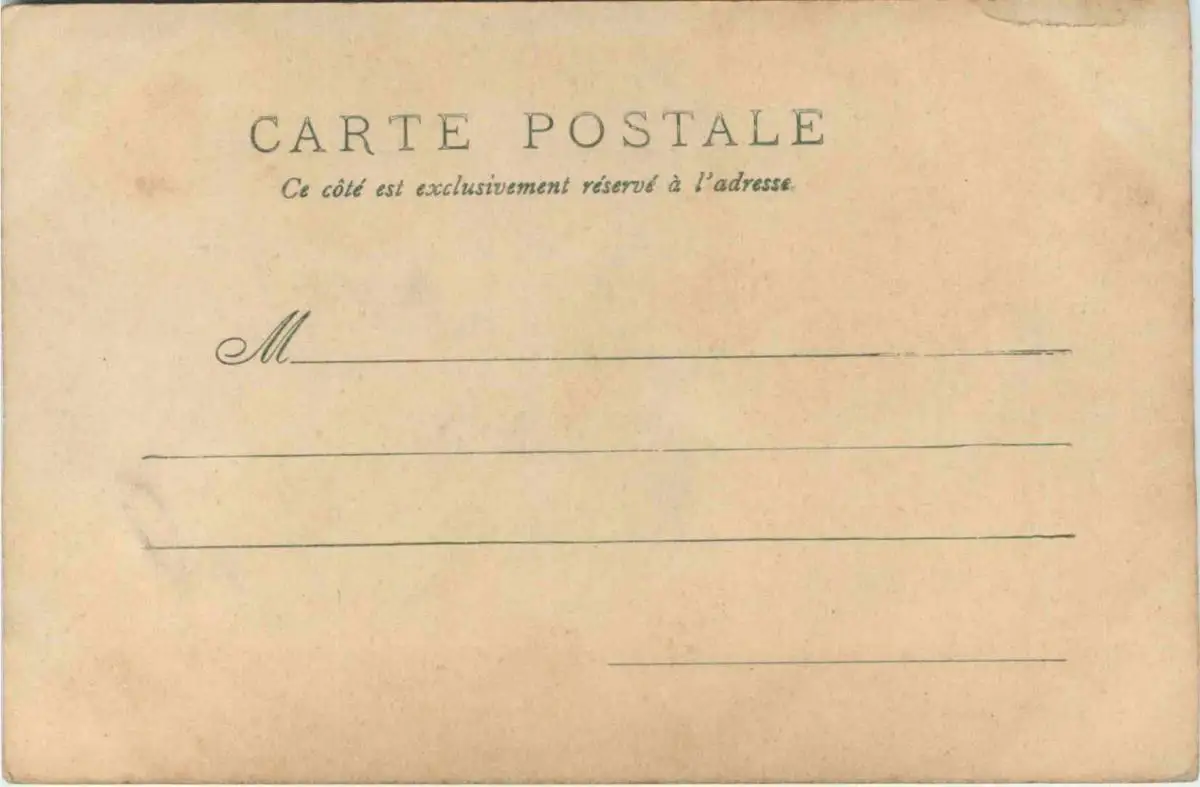 CARTE POSTALE
Ce côté est exclusivement réservé à l'adresse
M